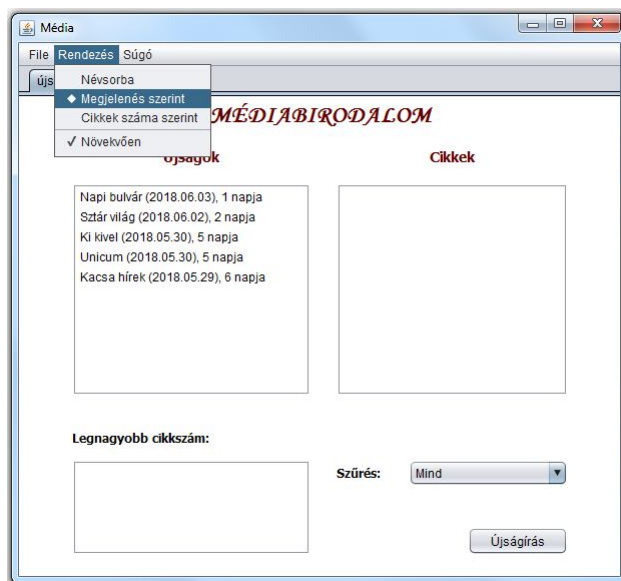 Média
File Rendezés Súgó
újs
Névsorba
Megjelenés szerint
Cikkek száma szerint
✓ Növekvően
MÉDIABIRODALOM
Újságok
Cikkek
Napi bulvár (2018.06.03), 1 napja
Sztár világ (2018.06.02), 2 napja
Ki kivel (2018.05.30), 5 napja
Unicum (2018.05.30), 5 napja
Kacsa hírek (2018.05.29), 6 napja
Legnagyobb cikkszám:
Szűrés:
Mind
Újságírás